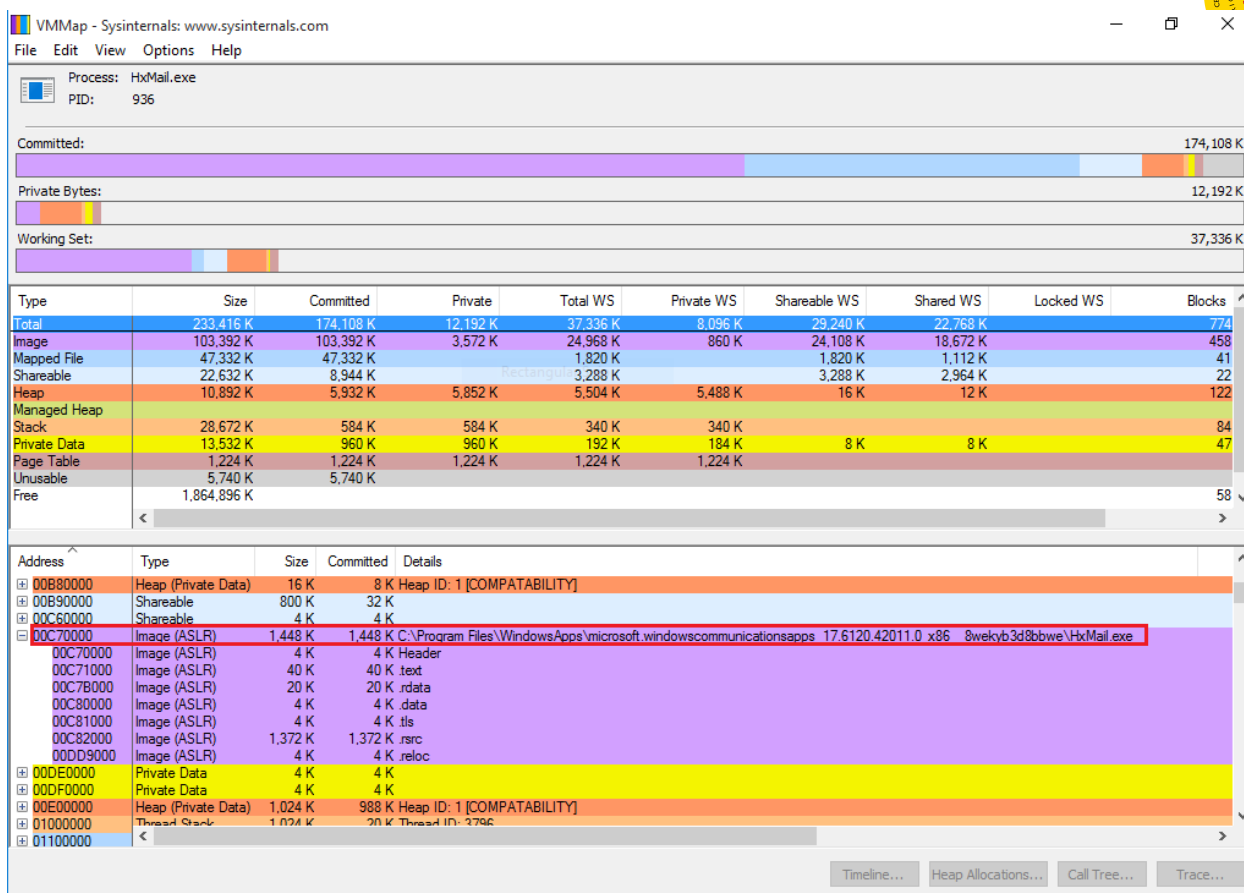 VMMap - Sysinternals: www.sysinternals.com
File Edit View Options Help
Process: HxMail.exe
PID: 936
Committed: 174,108 K
Private Bytes: 12,192 K
Working Set: 37,336 K
Type Size Committed Private Total WS Private WS Shareable WS Shared WS Locked WS Blocks
Total 233,416 K 174,108 K 12,192 K 37,336 K 8,096 K 29,240 K 22,768 K 774
Image 103,392 K 103,392 K 3,572 K 24,968 K 860 K 24,108 K 18,672 K 458
Mapped File 47,332 K 47,332 K 1,820 K 1,820 K 1,112 K 41
Shareable 22,632 K 8,944 K 3,288 K 3,288 K 2,964 K 22
Heap 10,892 K 5,932 K 5,852 K 5,504 K 5,488 K 16 K 12 K 122
Managed Heap
Stack 28,672 K 584 K 584 K 340 K 340 K 84
Private Data 13,532 K 960 K 960 K 192 K 184 K 8 K 8 K 47
Page Table 1,224 K 1,224 K 1,224 K 1,224 K 1,224 K
Unusable 5,740 K 5,740 K
Free 1,864,896 K 58
Address Type Size Committed Details
00B80000 Heap (Private Data) 16 K 8 K Heap ID: 1 [COMPATABILITY]
00B90000 Shareable 800 K 32 K
00C60000 Shareable 4 K 4 K
00C70000 Image (ASLR) 1,448 K 1,448 K C:\Program Files\WindowsApps\microsoft.windowscommunicationsapps_17.6120.42011.0_x86__8wekyb3d8bbwe\HxMail.exe
00C70000 Image (ASLR) 4 K 4 K Header
00C71000 Image (ASLR) 40 K 40 K .text
00C7B000 Image (ASLR) 20 K 20 K .rdata
00C80000 Image (ASLR) 4 K 4 K .data
00C81000 Image (ASLR) 4 K 4 K .tls
00C82000 Image (ASLR) 1,372 K 1,372 K .rsrc
00DD9000 Image (ASLR) 4 K 4 K .reloc
00DE0000 Private Data 4 K 4 K
00DF0000 Private Data 4 K 4 K
00E00000 Heap (Private Data) 1,024 K 988 K Heap ID: 1 [COMPATABILITY]
01000000 Thread Stack 1,024 K 20 K Thread ID: 3796
01100000
Timeline... Heap Allocations... Call Tree... Trace...